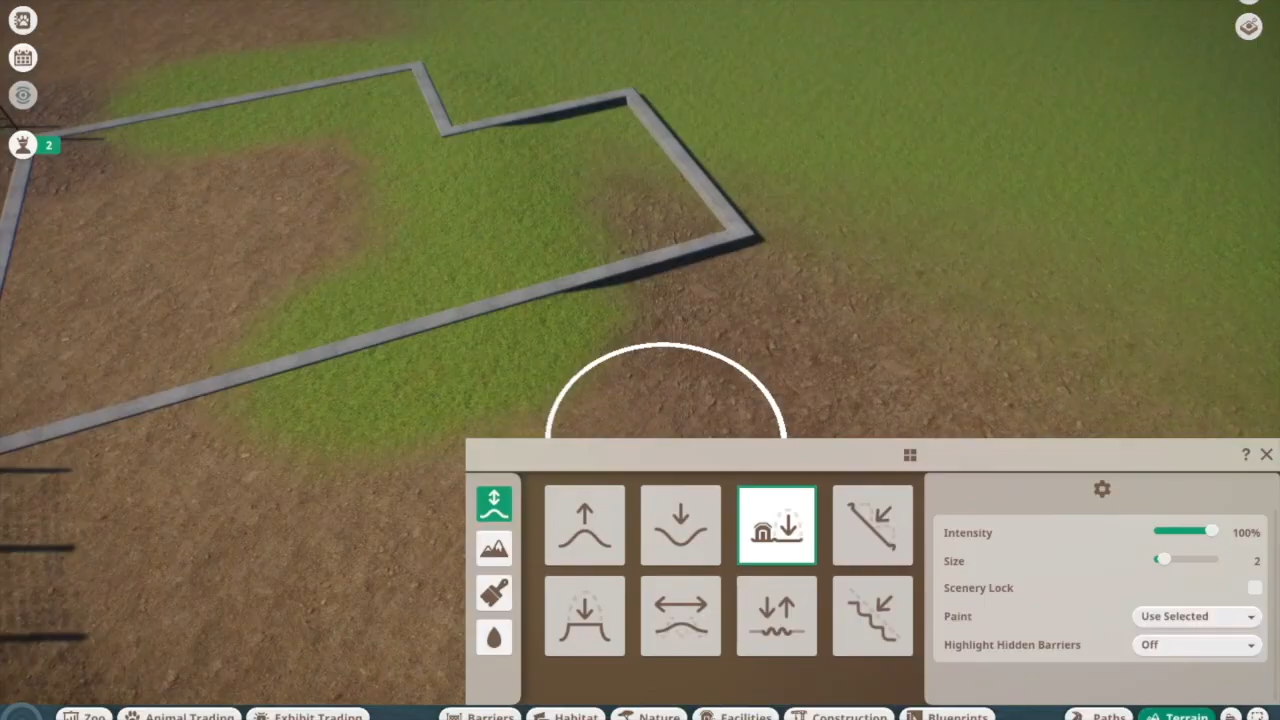 2
?
Intensity 100%
Size 2
Scenery Lock
Paint Use Selected
Highlight Hidden Barriers Off
Zoo Animal Trading Exhibit Trading Barriers Habitat Nature Facilities Construction Blueprints Paths Terrain